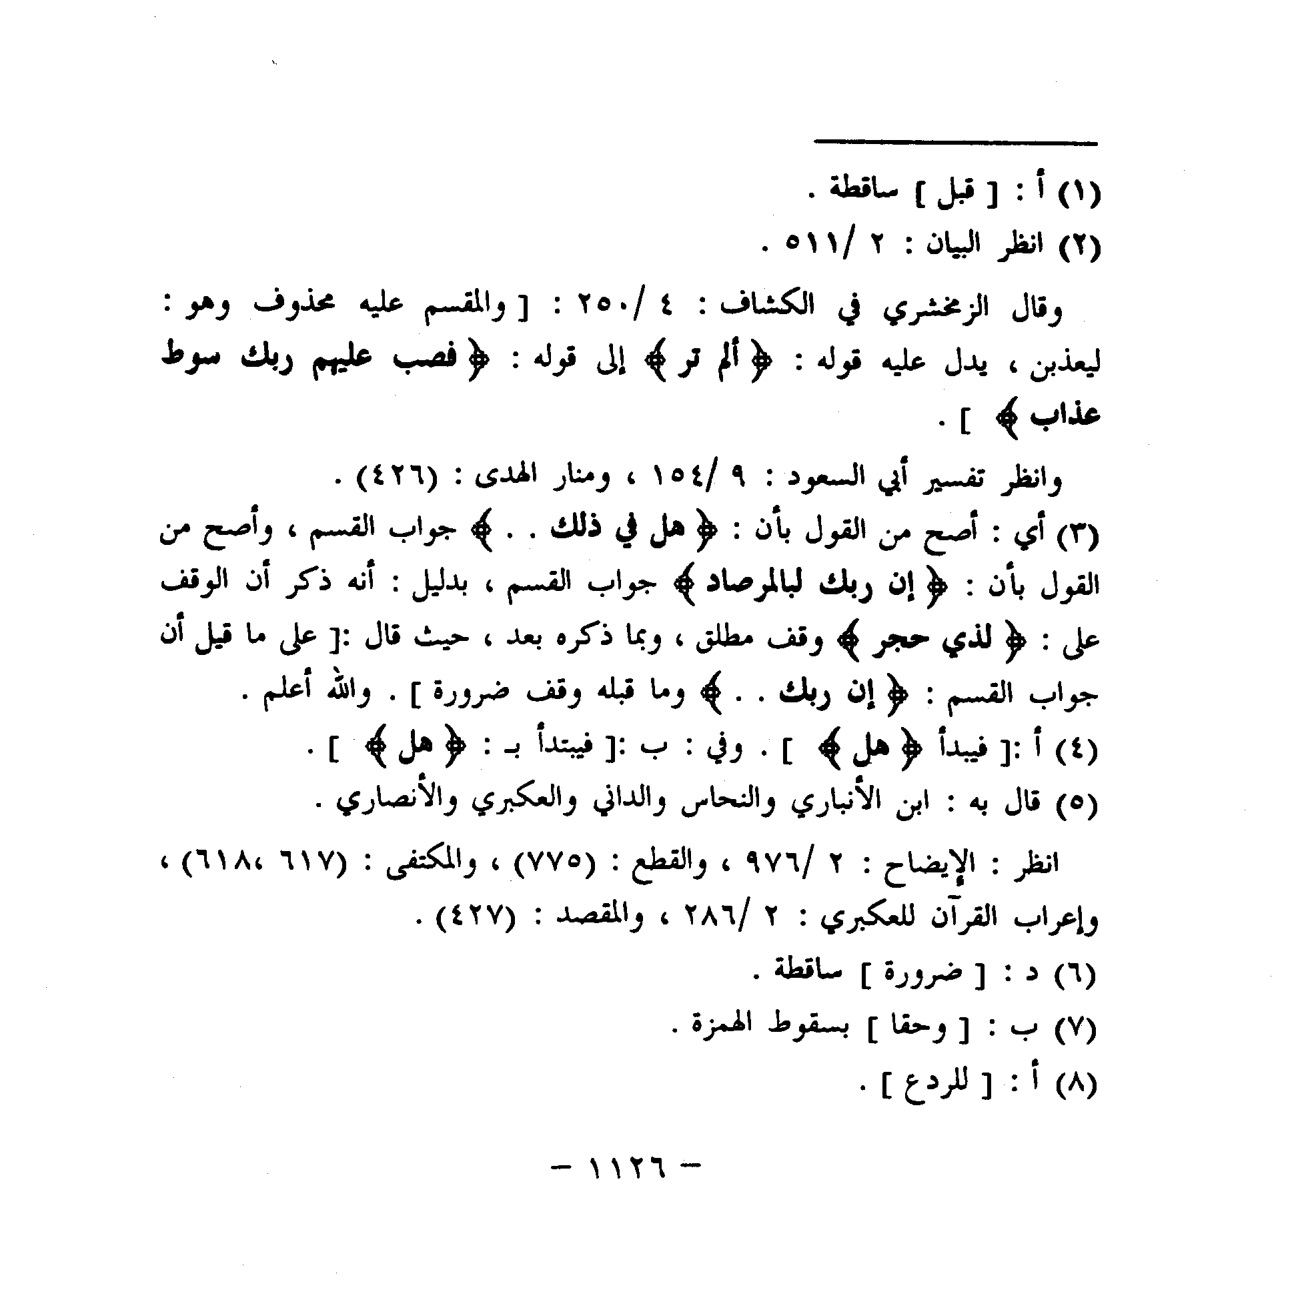 (١) أ : [ قبل ] ساقطة .
(٢) انظر البيان : ٢ /٥١١ .
وقال الزمخشري في الكشاف : ٤ /٢٥٠ : [ والمقسم عليه محذوف وهو :
ليعذبن ، يدل عليه قوله : ﴿ ألم تر ﴾ إلى قوله : ﴿ فصب عليهم ربك سوط
عذاب ﴾ ] .
وانظر تفسير أبي السعود : ٩ /١٥٤ ، ومنار الهدى : (٤٢٦) .
(٣) أي : أصح من القول بأن : ﴿ هل في ذلك . . ﴾ جواب القسم ، وأصح من
القول بأن : ﴿ إن ربك لبالمرصاد ﴾ جواب القسم ، بدليل : أنه ذكر أن الوقف
على : ﴿ لذي حجر ﴾ وقف مطلق ، وبما ذكره بعد ، حيث قال :[ على ما قيل أن
جواب القسم : ﴿ إن ربك . . ﴾ وما قبله وقف ضرورة ] . والله أعلم .
(٤) أ :[ فيبدأ ﴿ هل ﴾ ] . وفي : ب :[ فيبتدأ بـ : ﴿ هل ﴾ ] .
(٥) قال به : ابن الأنباري والنحاس والداني والعكبري والأنصاري .
انظر : الإيضاح : ٢ /٩٧٦ ، والقطع : (٧٧٥) ، والمكتفى : (٦١٧ ،٦١٨) ،
وإعراب القرآن للعكبري : ٢ /٢٨٦ ، والمقصد : (٤٢٧) .
(٦) د : [ ضرورة ] ساقطة .
(٧) ب : [ وحقا ] بسقوط الهمزة .
(٨) أ : [ للردع ] .
– ١١٢٦ –